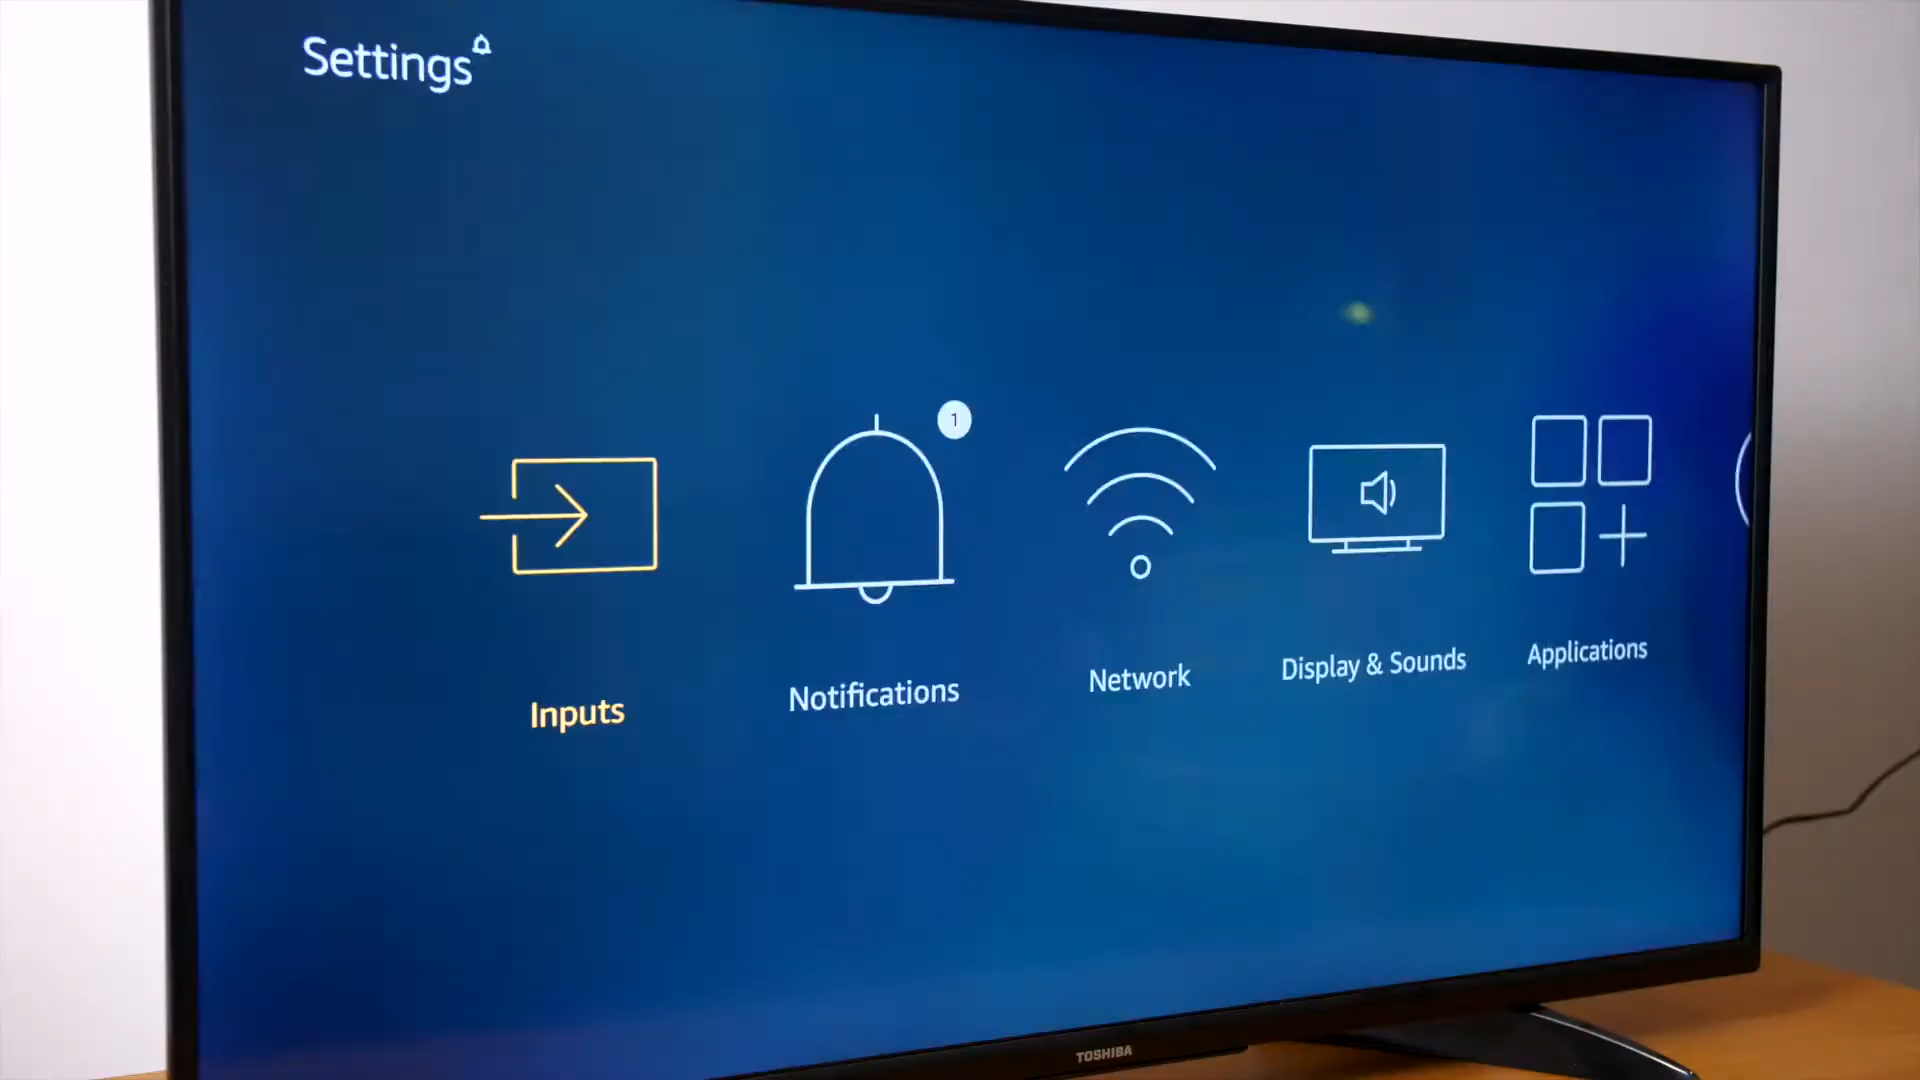 Settings
1
Inputs
Notifications
Network
Display & Sounds
Applications
TOSHIBA